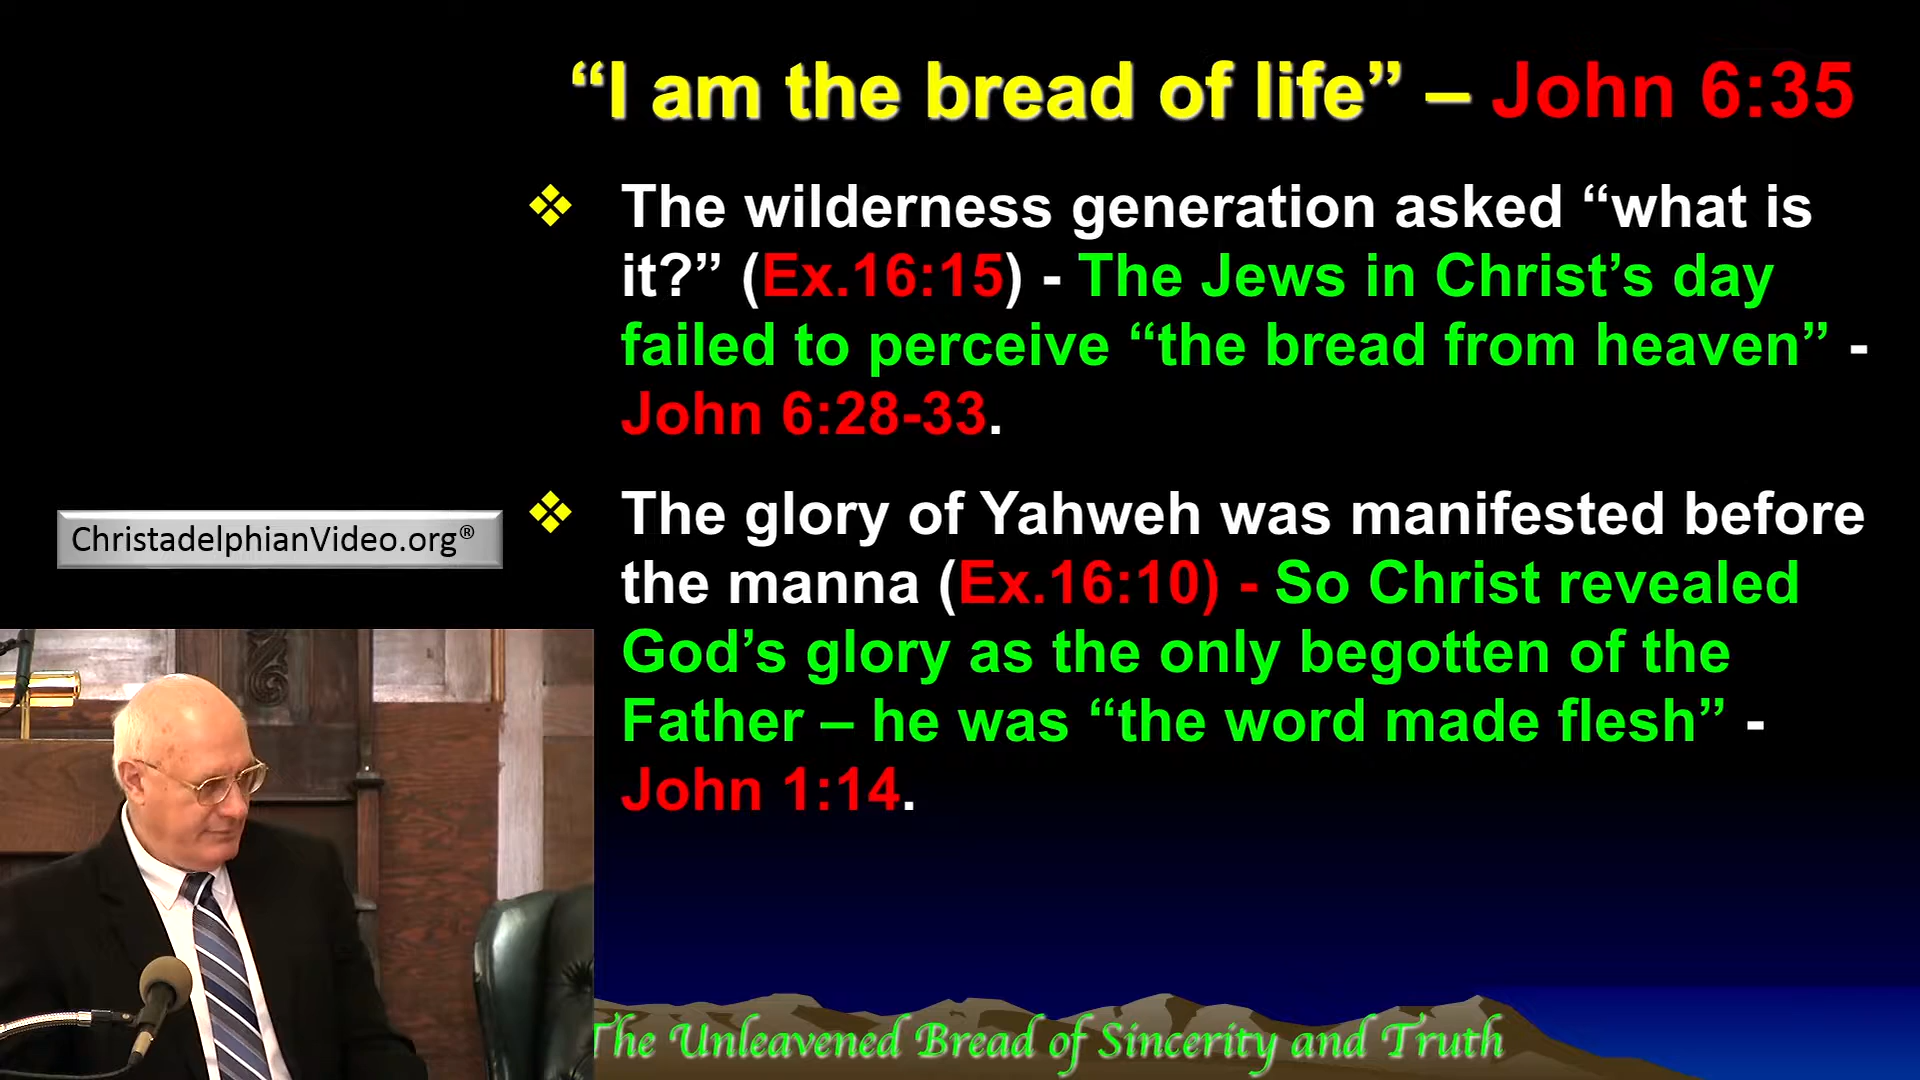 “I am the bread of life” – John 6:35
❖ The wilderness generation asked “what is
it?” (Ex.16:15) - The Jews in Christ’s day
failed to perceive “the bread from heaven” -
John 6:28-33.
❖ The glory of Yahweh was manifested before
the manna (Ex.16:10) - So Christ revealed
God’s glory as the only begotten of the
Father – he was “the word made flesh” -
John 1:14.
ChristadelphianVideo.org®
The Unleavened Bread of Sincerity and Truth